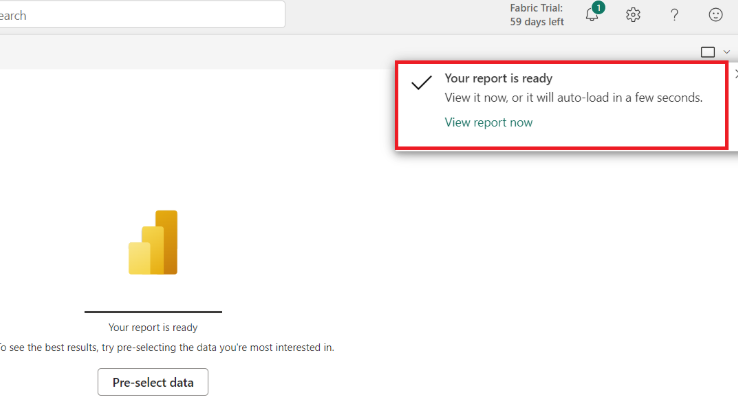 earch
Fabric Trial:
59 days left
1
Your report is ready
View it now, or it will auto-load in a few seconds.
View report now
Your report is ready
To see the best results, try pre-selecting the data you're most interested in.
Pre-select data